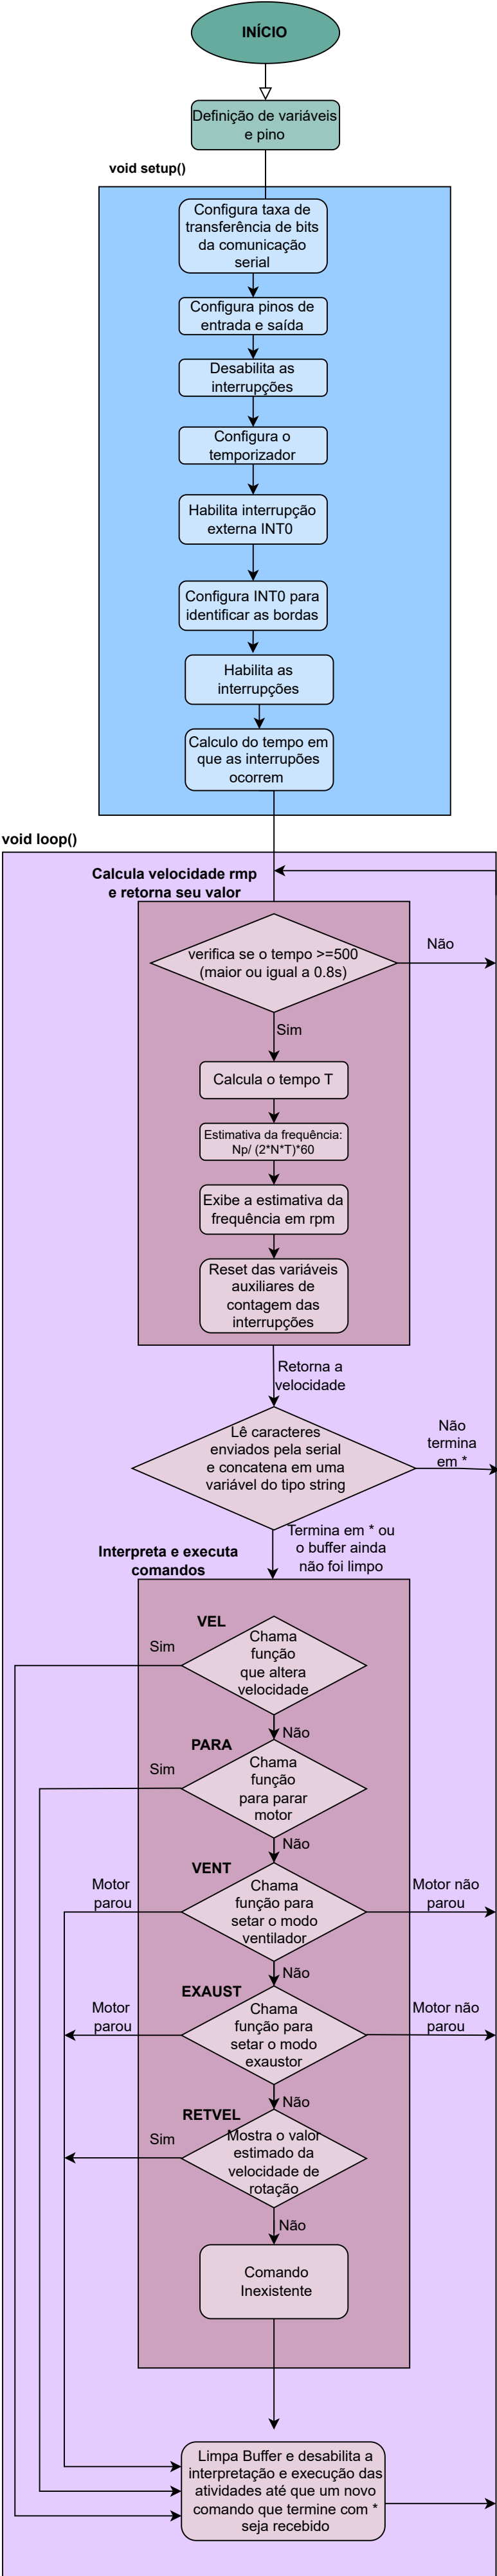 INÍCIO
Definição de variáveis
e pino
void setup()
Configura taxa de
transferência de bits
da comunicação
serial
Configura pinos de
entrada e saída
Desabilita as
interrupções
Configura o
temporizador
Habilita interrupção
externa INT0
Configura INT0 para
identificar as bordas
Habilita as
interrupções
Calculo do tempo em
que as interrupões
ocorrem
void loop()
Calcula velocidade rmp
e retorna seu valor
verifica se o tempo >=500
(maior ou igual a 0.8s)
Não
Sim
Calcula o tempo T
Estimativa da frequência:
Np/ (2*N*T)*60
Exibe a estimativa da
frequência em rpm
Reset das variáveis
auxiliares de
contagem das
interrupções
Retorna a
velocidade
Lê caracteres
enviados pela serial
e concatena em uma
variável do tipo string
Não
termina
em *
Termina em * ou
o buffer ainda
não foi limpo
Interpreta e executa
comandos
VEL
Sim
Chama
função
que altera
velocidade
Não
PARA
Sim
Chama
função
para parar
motor
Não
VENT
Motor
parou
Chama
função para
setar o modo
ventilador
Motor não
parou
Não
EXAUST
Motor
parou
Chama
função para
setar o modo
exaustor
Motor não
parou
Não
RETVEL
Sim
Mostra o valor
estimado da
velocidade de
rotação
Não
Comando
Inexistente
Limpa Buffer e desabilita a
interpretação e execução das
atividades até que um novo
comando que termine com *
seja recebido